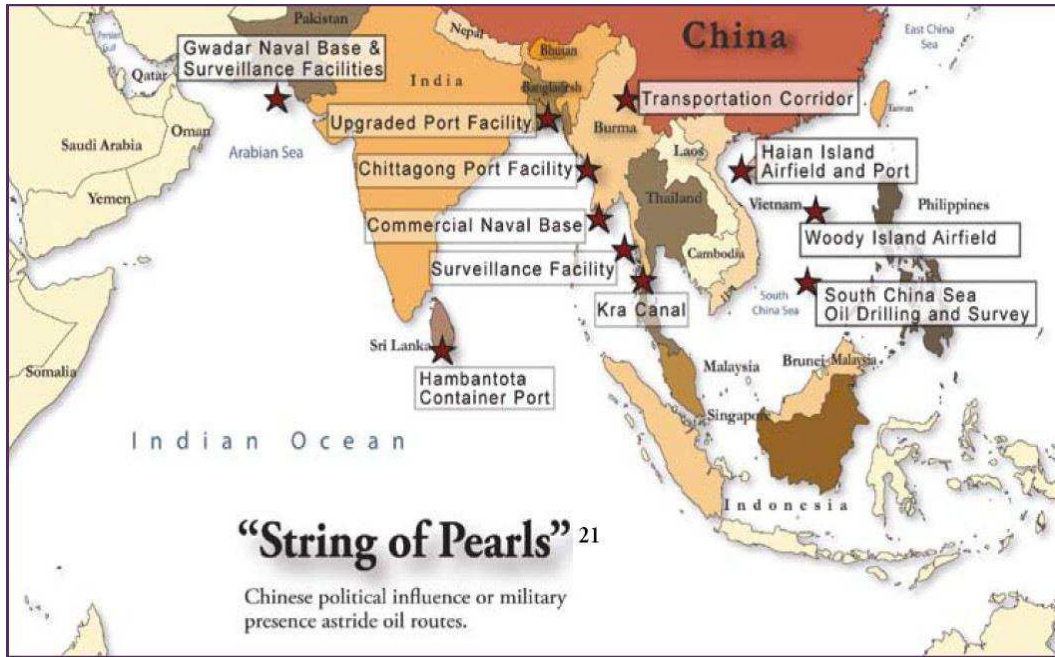 Pakistan
Nepal
China
East China
Sea
Persian
Gulf
Gwadar Naval Base &
Surveillance Facilities
Qatar
Bhutan
India
Bangladesh
Transportation Corridor
Taiwan
Upgraded Port Facility
Burma
Oman
Saudi Arabia
Arabian Sea
Laos
Haian Island
Airfield and Port
Chittagong Port Facility
Yemen
Thailand
Vietnam
Philippines
Commercial Naval Base
Woody Island Airfield
Cambodia
Surveillance Facility
South
China Sea
South China Sea
Oil Drilling and Survey
Kra Canal
Sri Lanka
Somalia
Malaysia
Brunei
Malaysia
Hambantota
Container Port
Singapore
Indian Ocean
Indonesia
“String of Pearls” 21
Chinese political influence or military
presence astride oil routes.